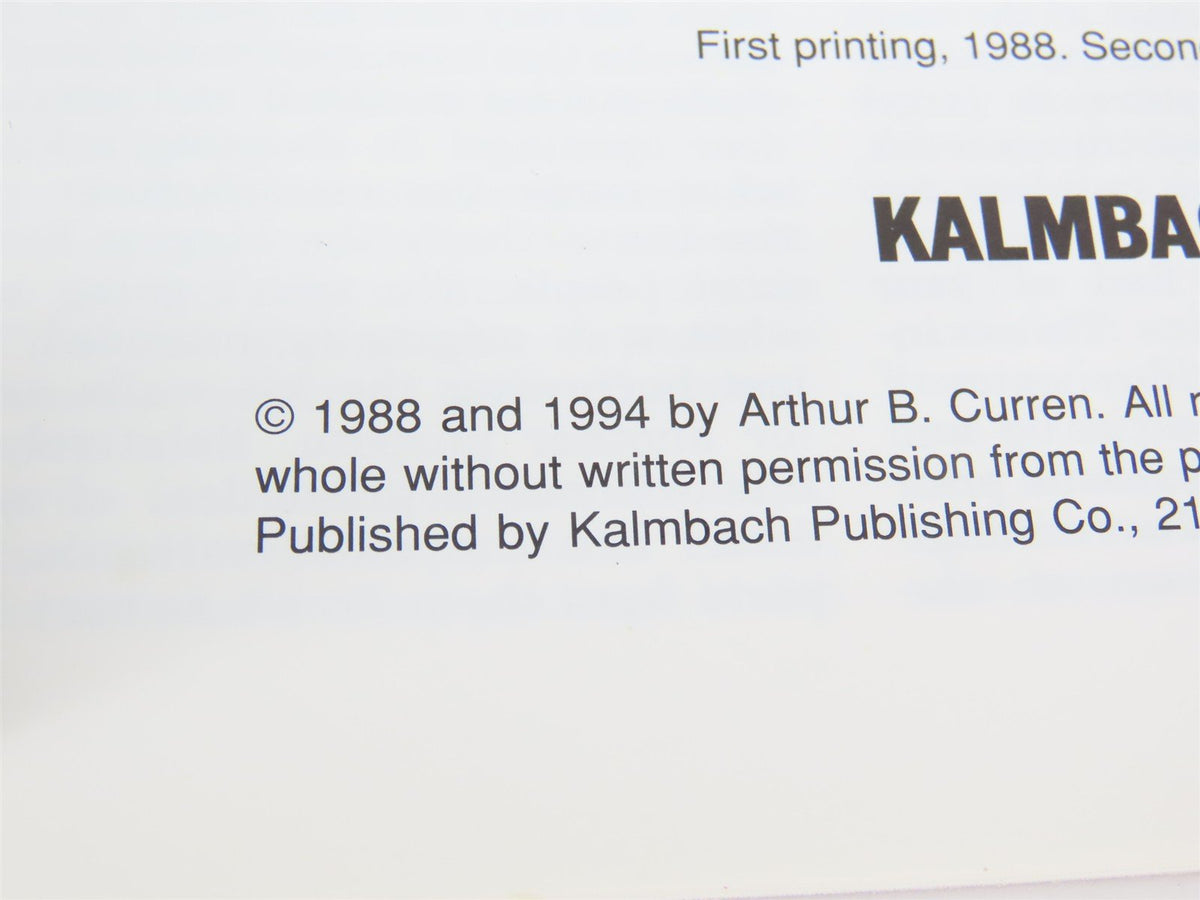 First printing, 1988. Secon
KALMBA
© 1988 and 1994 by Arthur B. Curren. All
whole without written permission from the p
Published by Kalmbach Publishing Co., 21